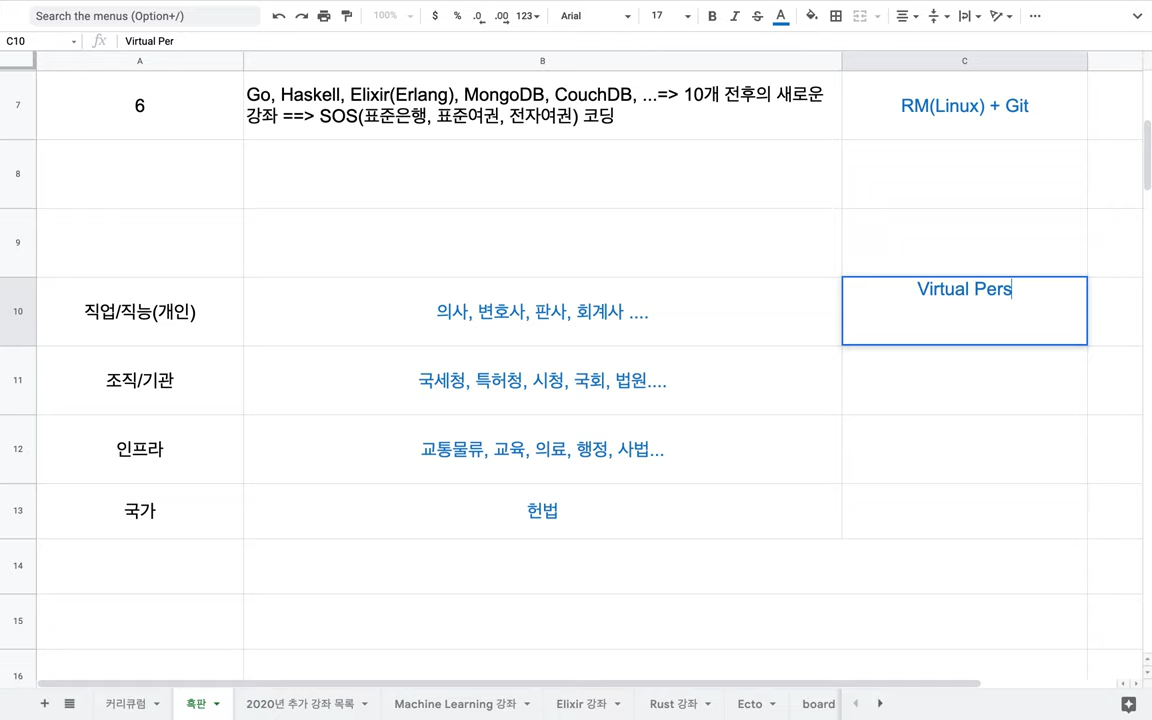 Search the menus (Option+/)
100%
$ % .0 .00 123
Arial
17
B I S A
C10
fx
Virtual Per
A B C
7
6
Go, Haskell, Elixir(Erlang), MongoDB, CouchDB, ...=> 10개 전후의 새로운
강좌 ==> SOS(표준은행, 표준여권, 전자여권) 코딩
RM(Linux) + Git
8
9
10
직업/직능(개인)
의사, 변호사, 판사, 회계사 ....
Virtual Pers
11
조직/기관
국세청, 특허청, 시청, 국회, 법원....
12
인프라
교통물류, 교육, 의료, 행정, 사법...
13
국가
헌법
14
15
16
커리큐럼
흑판
2020년 추가 강좌 목록
Machine Learning 강좌
Elixir 강좌
Rust 강좌
Ecto
board